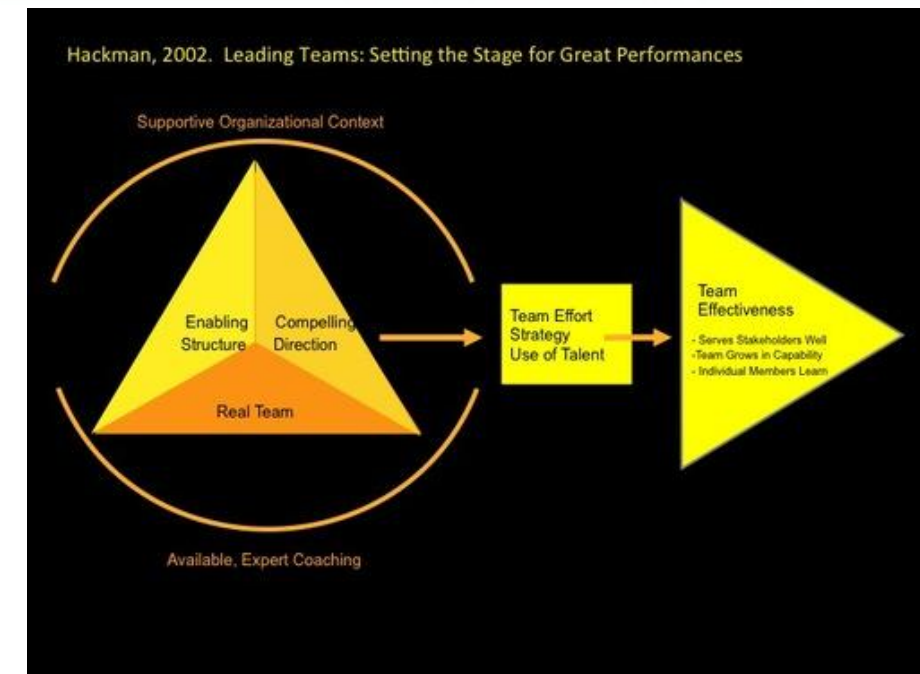 Hackman, 2002. Leading Teams: Setting the Stage for Great Performances
Supportive Organizational Context
Enabling
Structure
Compelling
Direction
Real Team
Available, Expert Coaching
Team Effort
Strategy
Use of Talent
Team
Effectiveness
- Serves Stakeholders Well
-Team Grows in Capability
- Individual Members Learn